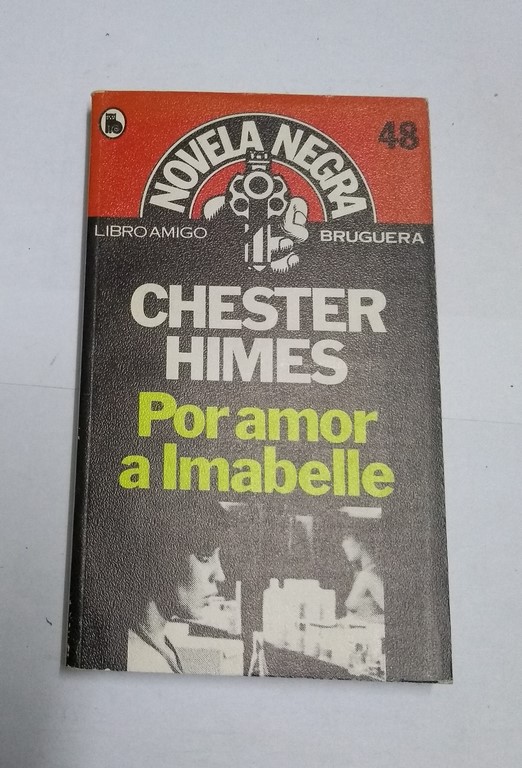 NOVELA NEGRA
48
LIBRO AMIGO
BRUGUERA
CHESTER
HIMES
Por amor
a Imabelle